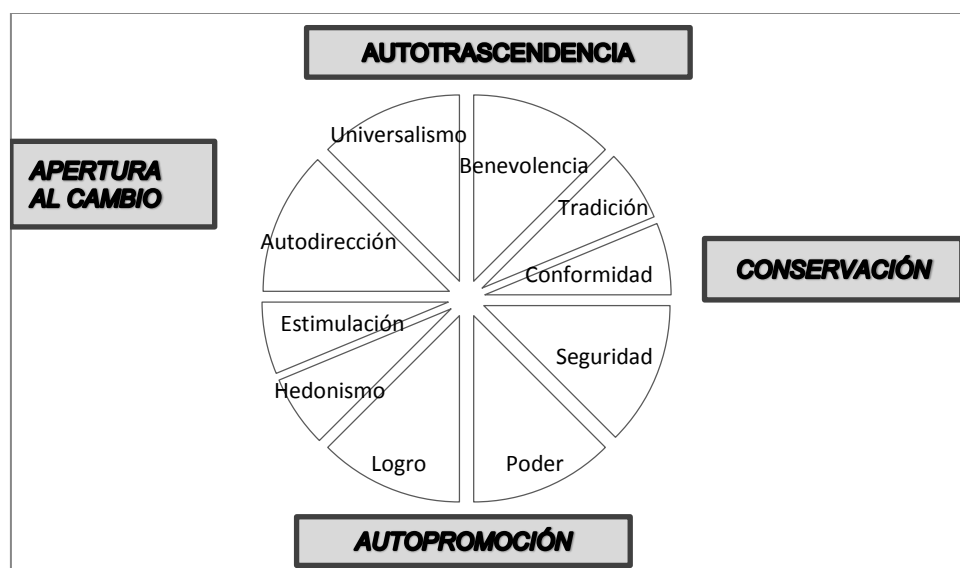 AUTOTRASCENDENCIA
Universalismo
Benevolencia
APERTURA
AL CAMBIO
Tradición
Autodirección
Conformidad
CONSERVACIÓN
Estimulación
Seguridad
Hedonismo
Logro
Poder
AUTOPROMOCIÓN